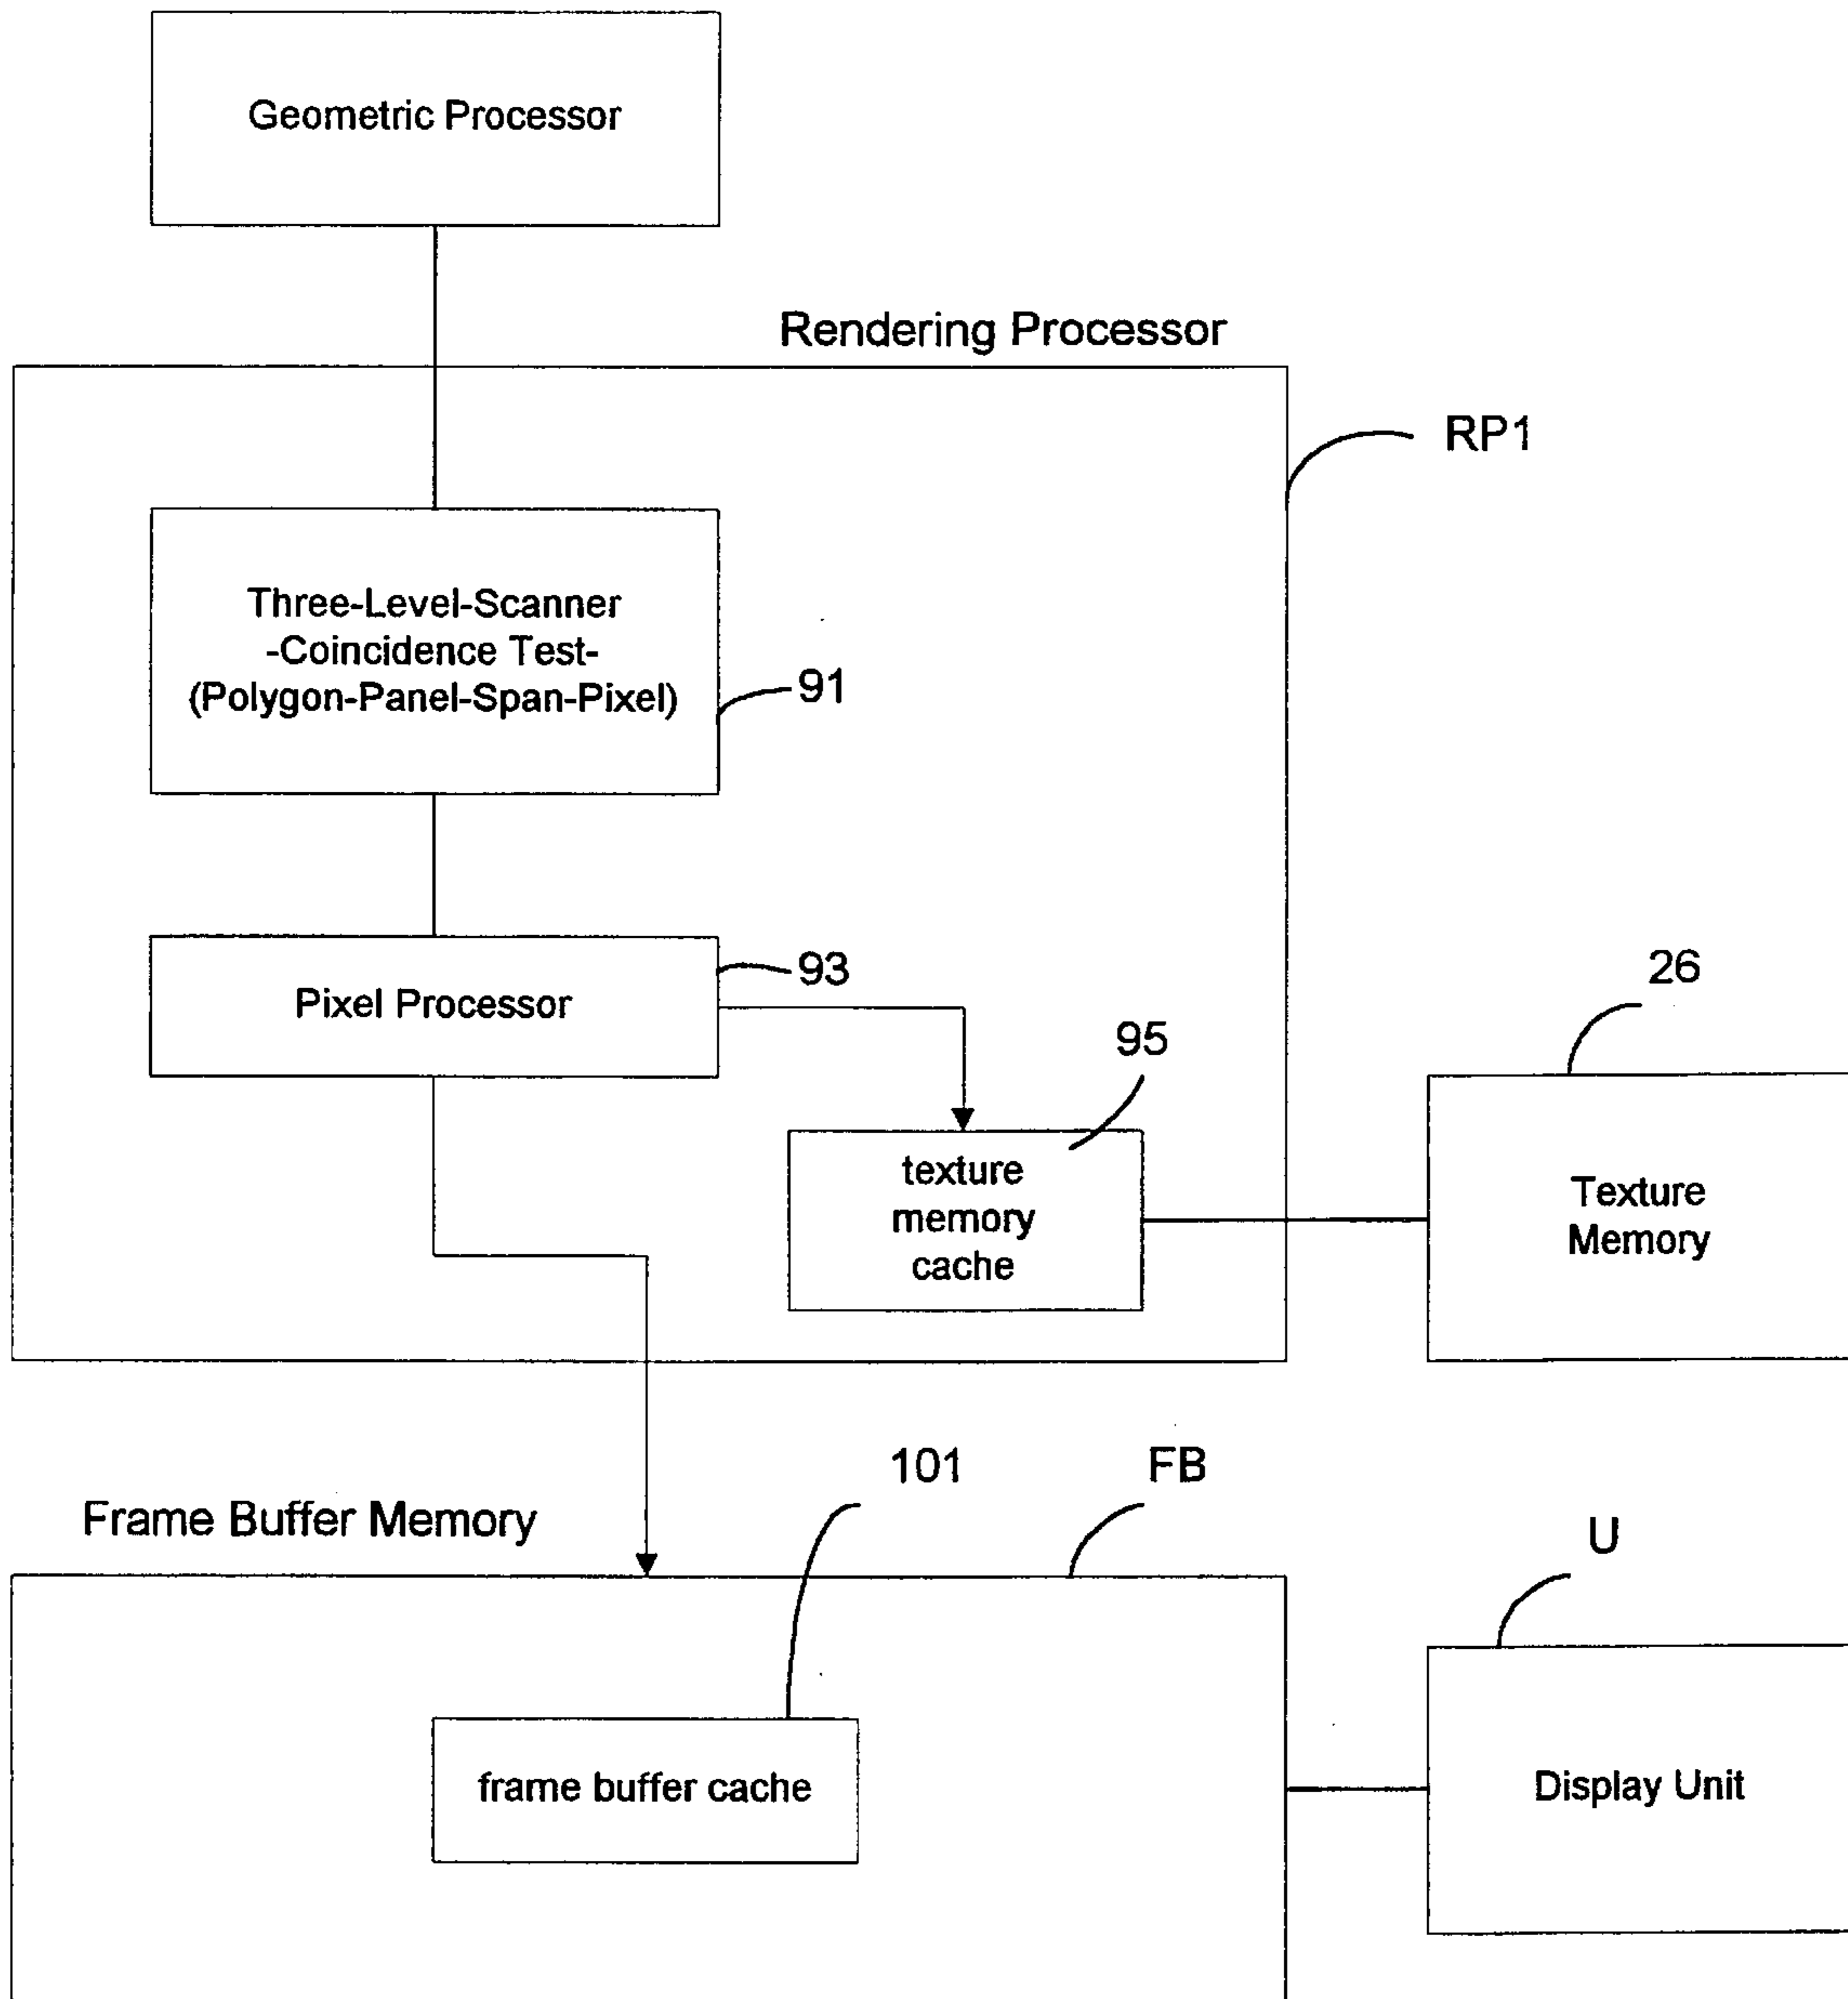 Geometric Processor
Rendering Processor
RP1
Three-Level-Scanner
-Coincidence Test-
(Polygon-Panel-Span-Pixel)
91
Pixel Processor
93
95
26
texture
memory
cache
Texture
Memory
Frame Buffer Memory
101
FB
U
frame buffer cache
Display Unit